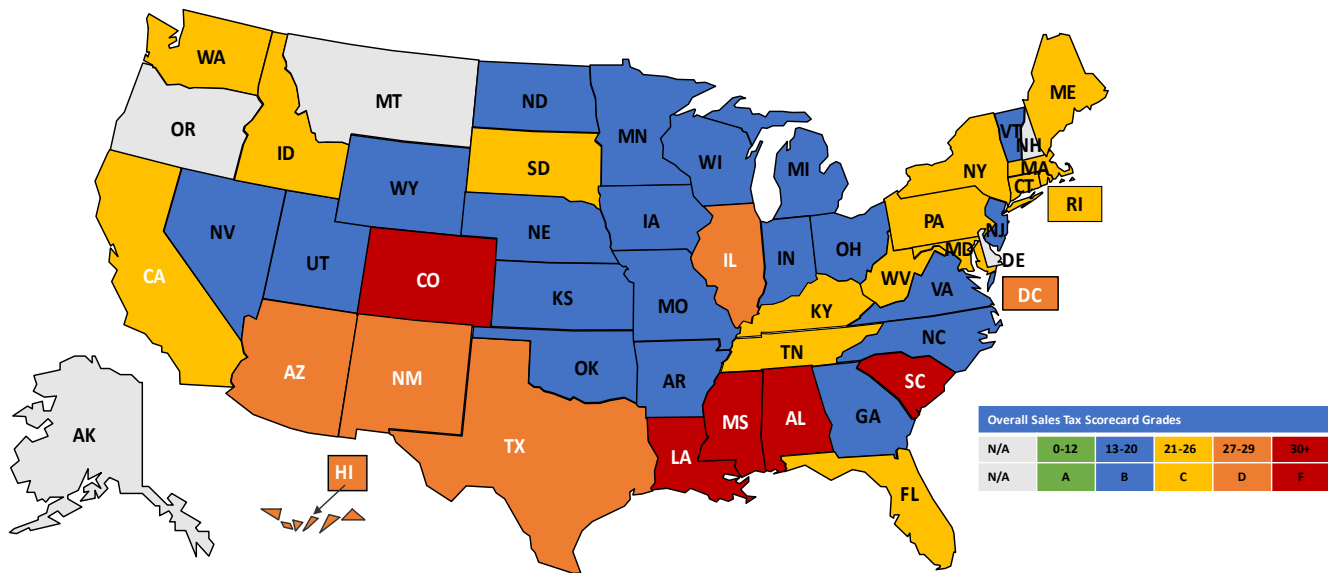 WA
MT
ND
ME
OR
MN
VT
NH
ID
SD
WI
MI
NY
MA
CT
WY
RI
IA
PA
NV
NE
NJ
UT
IL
IN
OH
MD
DE
CA
CO
WV
VA
DC
KS
MO
KY
NC
TN
AZ
NM
OK
AR
SC
MS
AL
GA
AK
TX
LA
HI
FL
Overall Sales Tax Scorecard Grades
N/A 0-12 13-20 21-26 27-29 30+
N/A A B C D F